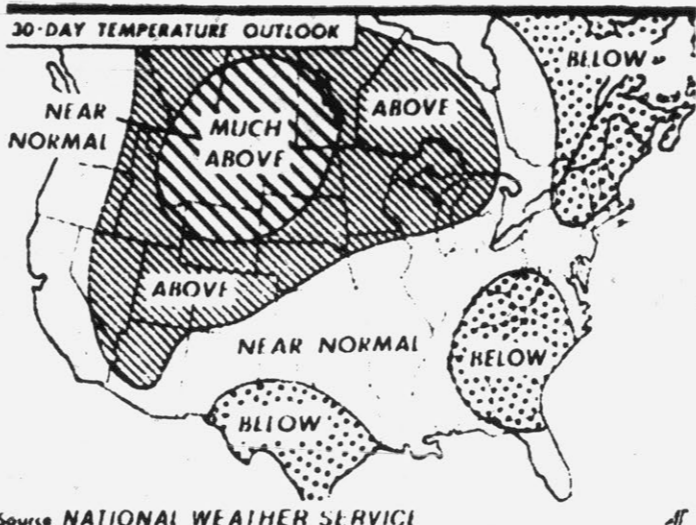 30-DAY TEMPERATURE OUTLOOK
BELOW
NEAR
NORMAL
ABOVE
MUCH
ABOVE
ABOVE
NEAR NORMAL
BELOW
BELOW
Source NATIONAL WEATHER SERVICE